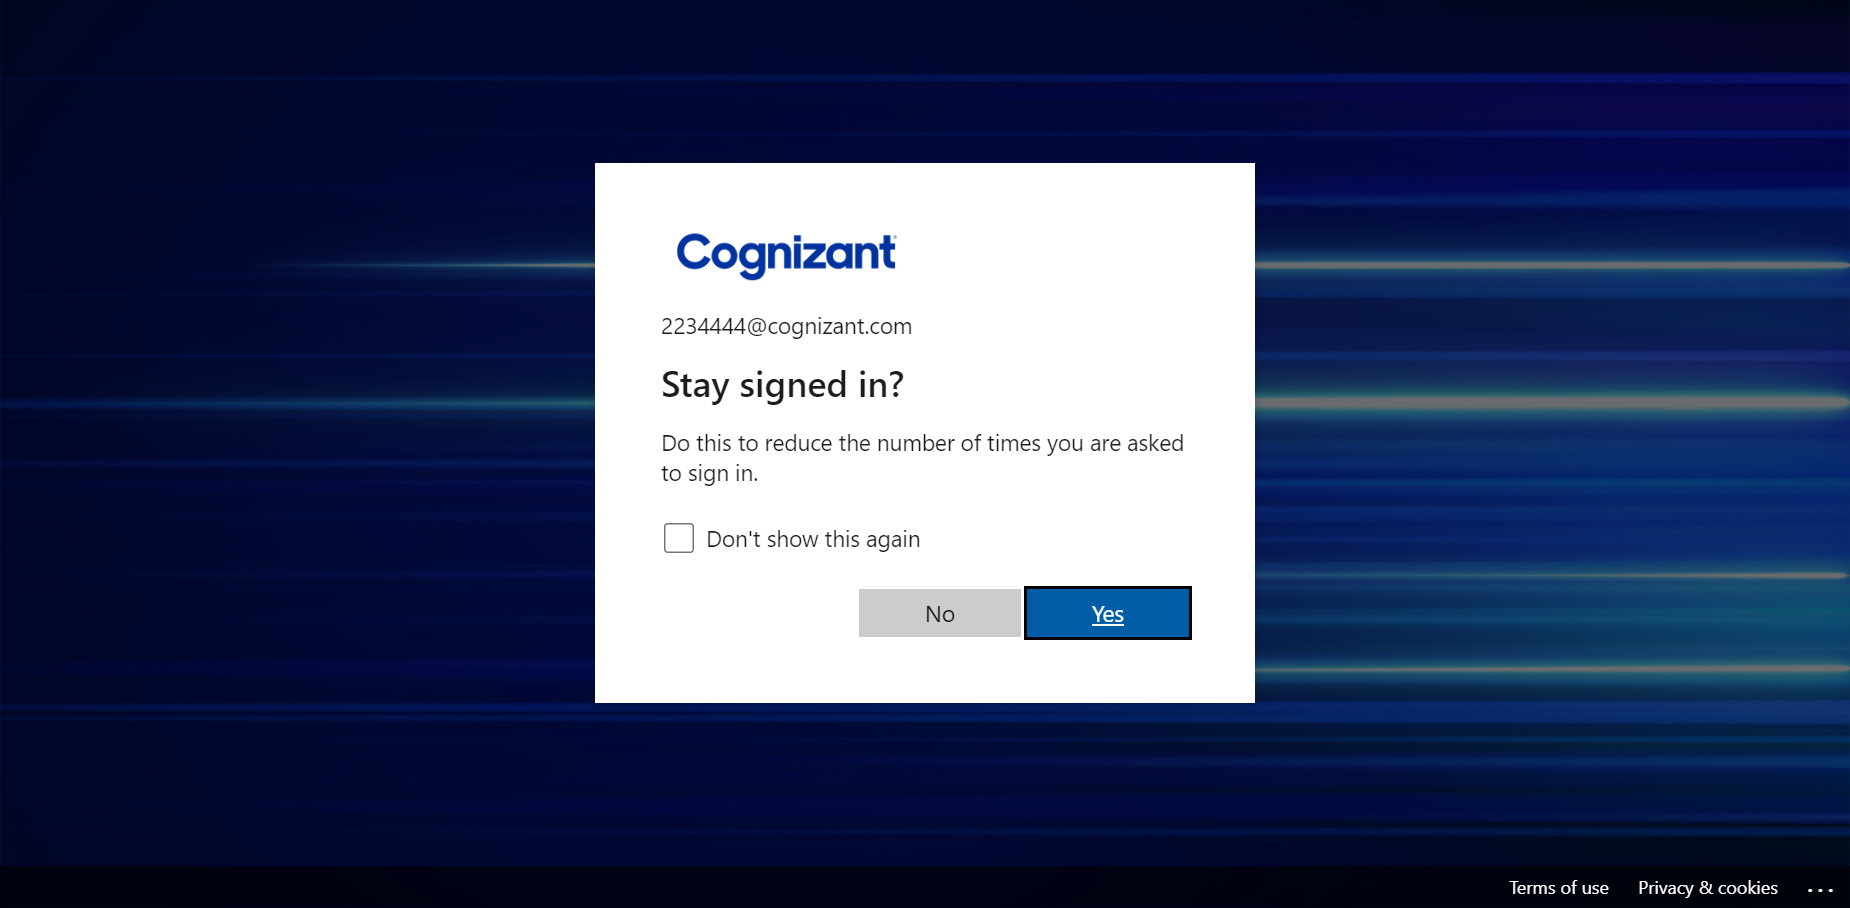 Cognizant
2234444@cognizant.com
Stay signed in?
Do this to reduce the number of times you are asked
to sign in.
Don't show this again
No
Yes
Terms of use
Privacy & cookies
...